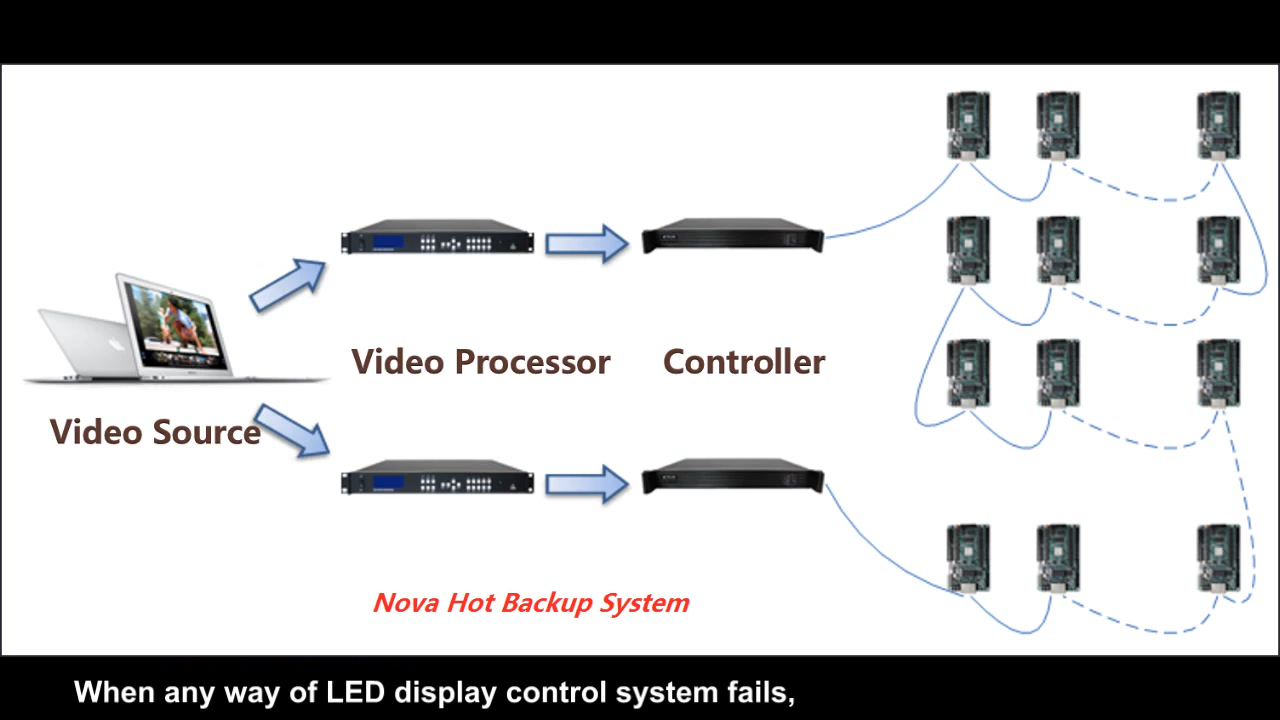 Video Processor
Controller
Video Source
Nova Hot Backup System
When any way of LED display control system fails,